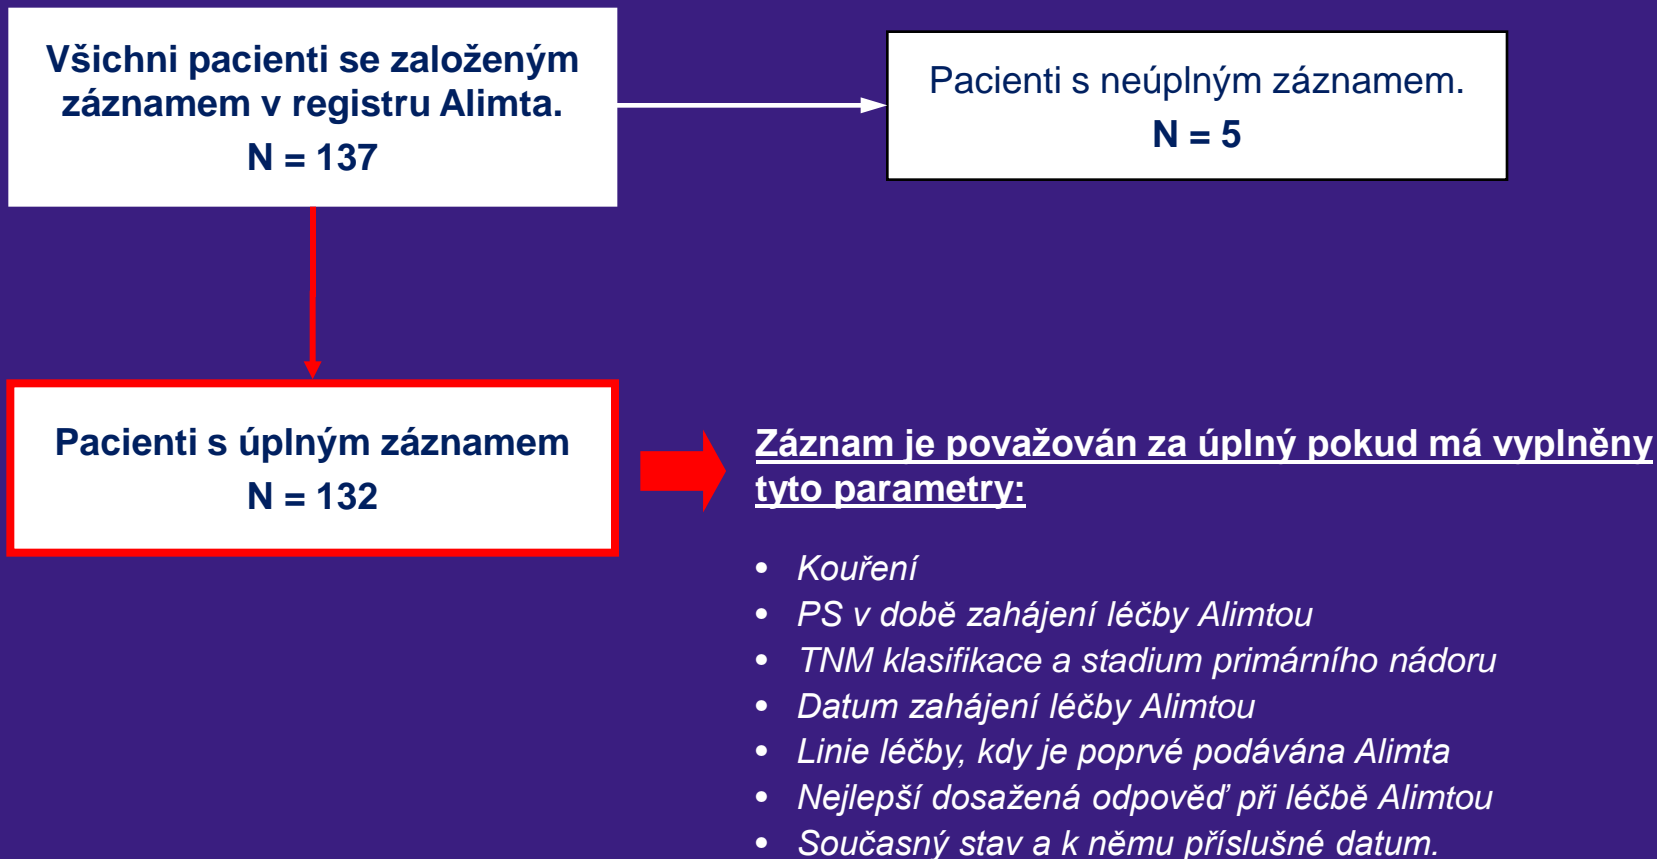 Všichni pacienti se založeným
záznamem v registru Alimta.
N = 137
Pacienti s neúplným záznamem.
N = 5
Pacienti s úplným záznamem
N = 132
Záznam je považován za úplný pokud má vyplněny
tyto parametry:
• Kouření
• PS v době zahájení léčby Alimtou
• TNM klasifikace a stadium primárního nádoru
• Datum zahájení léčby Alimtou
• Linie léčby, kdy je poprvé podávána Alimta
• Nejlepší dosažená odpověď při léčbě Alimtou
• Současný stav a k němu příslušné datum.